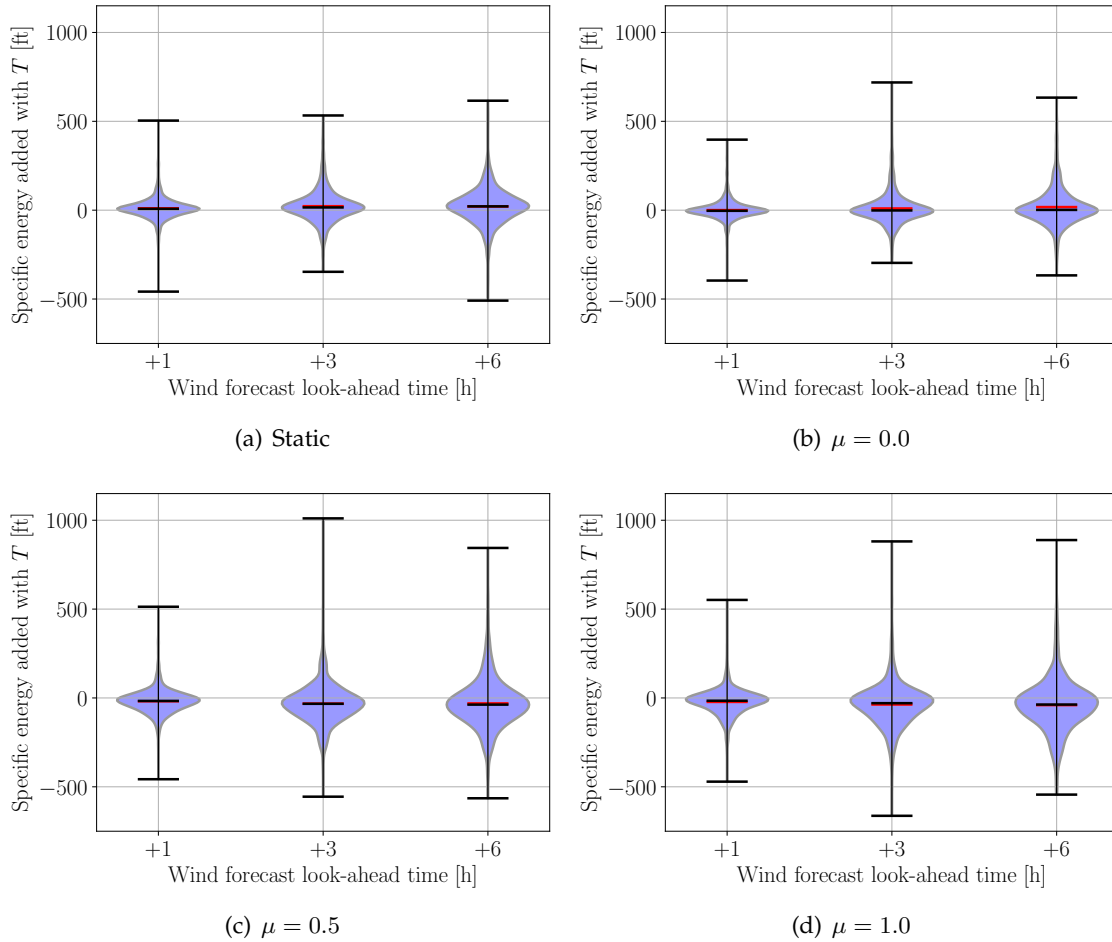 Specific energy added with T [ft]
1000
500
0
−500
+1
+3
+6
Wind forecast look-ahead time [h]
(a) Static
Specific energy added with T [ft]
1000
500
0
−500
+1
+3
+6
Wind forecast look-ahead time [h]
(b) μ = 0.0
Specific energy added with T [ft]
1000
500
0
−500
+1
+3
+6
Wind forecast look-ahead time [h]
(c) μ = 0.5
Specific energy added with T [ft]
1000
500
0
−500
+1
+3
+6
Wind forecast look-ahead time [h]
(d) μ = 1.0